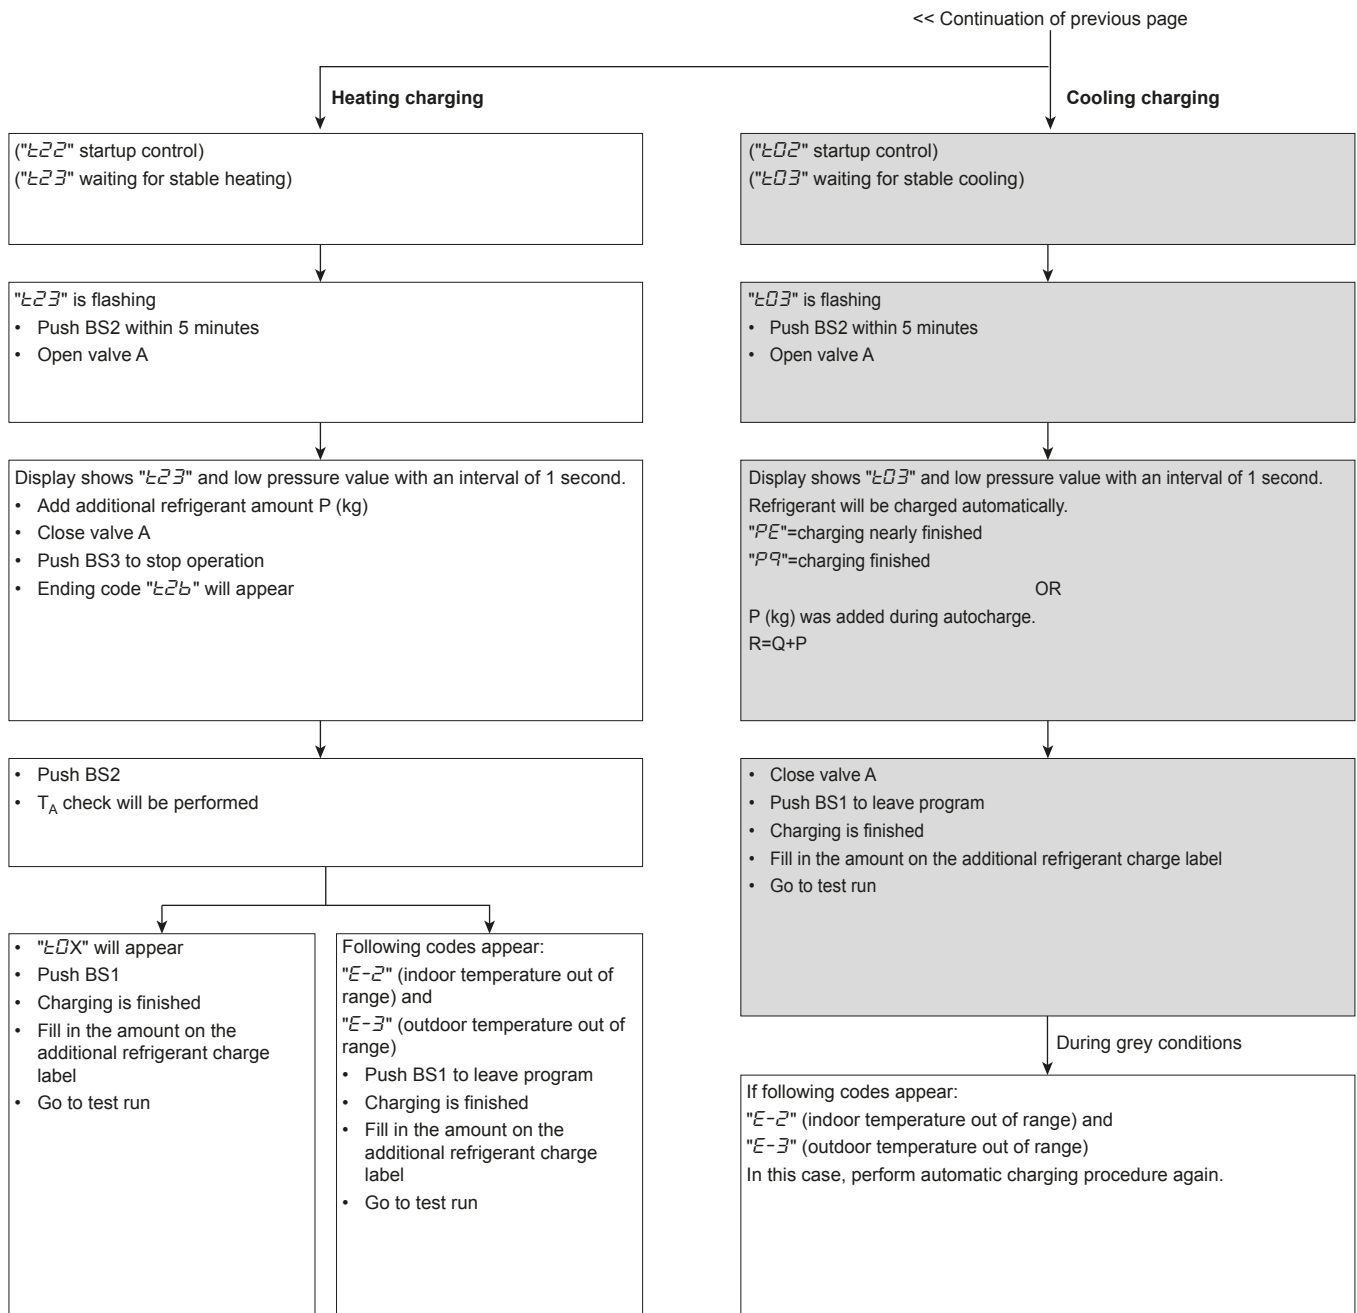 << Continuation of previous page
Heating charging
("t22" startup control)
("t23" waiting for stable heating)
"t23" is flashing
• Push BS2 within 5 minutes
• Open valve A
Display shows "t23" and low pressure value with an interval of 1 second.
• Add additional refrigerant amount P (kg)
• Close valve A
• Push BS3 to stop operation
• Ending code "t2b" will appear
• Push BS2
• TA check will be performed
• "t0X" will appear
• Push BS1
• Charging is finished
• Fill in the amount on the
additional refrigerant charge
label
• Go to test run
Following codes appear:
"E-2" (indoor temperature out of
range) and
"E-3" (outdoor temperature out of
range)
• Push BS1 to leave program
• Charging is finished
• Fill in the amount on the
additional refrigerant charge
label
• Go to test run
Cooling charging
("t02" startup control)
("t03" waiting for stable cooling)
"t03" is flashing
• Push BS2 within 5 minutes
• Open valve A
Display shows "t03" and low pressure value with an interval of 1 second.
Refrigerant will be charged automatically.
"PE"=charging nearly finished
"P9"=charging finished
OR
P (kg) was added during autocharge.
R=Q+P
• Close valve A
• Push BS1 to leave program
• Charging is finished
• Fill in the amount on the additional refrigerant charge label
• Go to test run
During grey conditions
If following codes appear:
"E-2" (indoor temperature out of range) and
"E-3" (outdoor temperature out of range)
In this case, perform automatic charging procedure again.